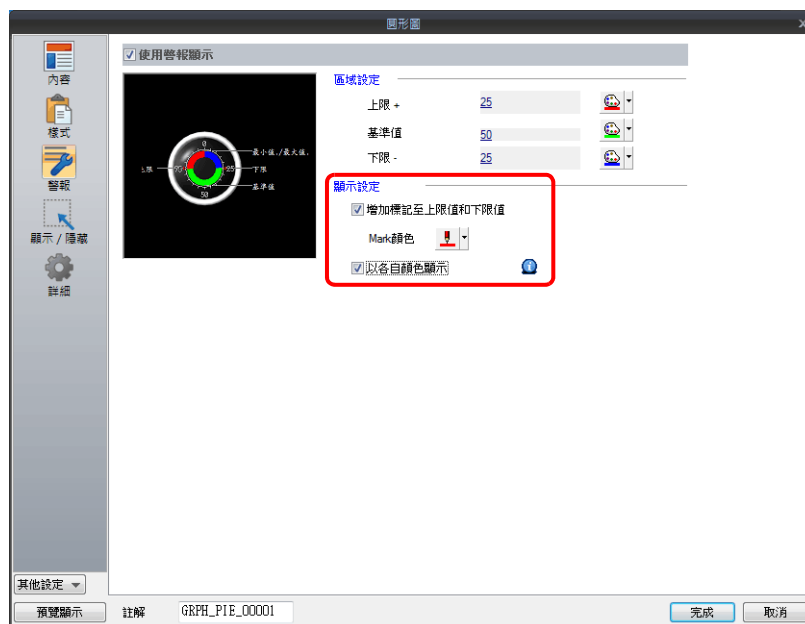 圓形圖
內容
樣式
警報
顯示 / 隱藏
詳細
使用警報顯示
0
最小值./最大值.
上限
70
25
下限
基準值
50
區域設定
上限 + 25
基準值 50
下限 - 25
顯示設定
增加標記至上限值和下限值
Mark顏色
以各自顏色顯示
其他設定
預覽顯示
註解 GRPH_PIE_00001
完成 取消